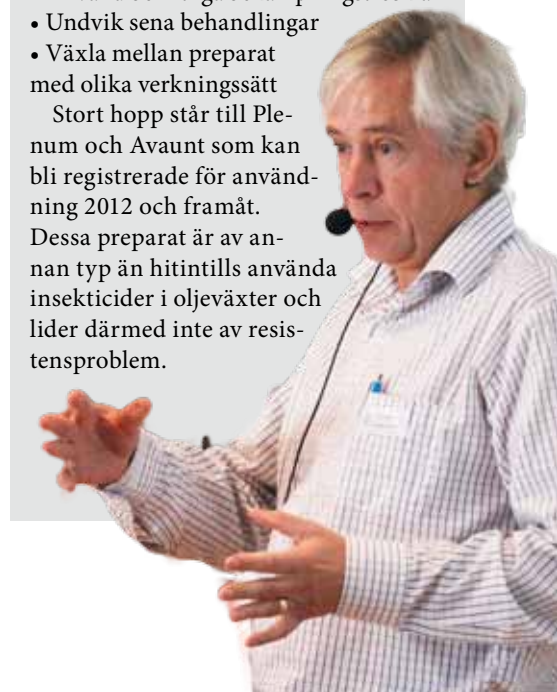 • Undvik sena behandlingar
• Växla mellan preparat
med olika verkningssätt
Stort hopp står till Ple-
num och Avaunt som kan
bli registrerade för använd-
ning 2012 och framåt.
Dessa preparat är av an-
nan typ än hitintills använda
insekticider i oljeväxter och
lider därmed inte av resis-
tensproblem.